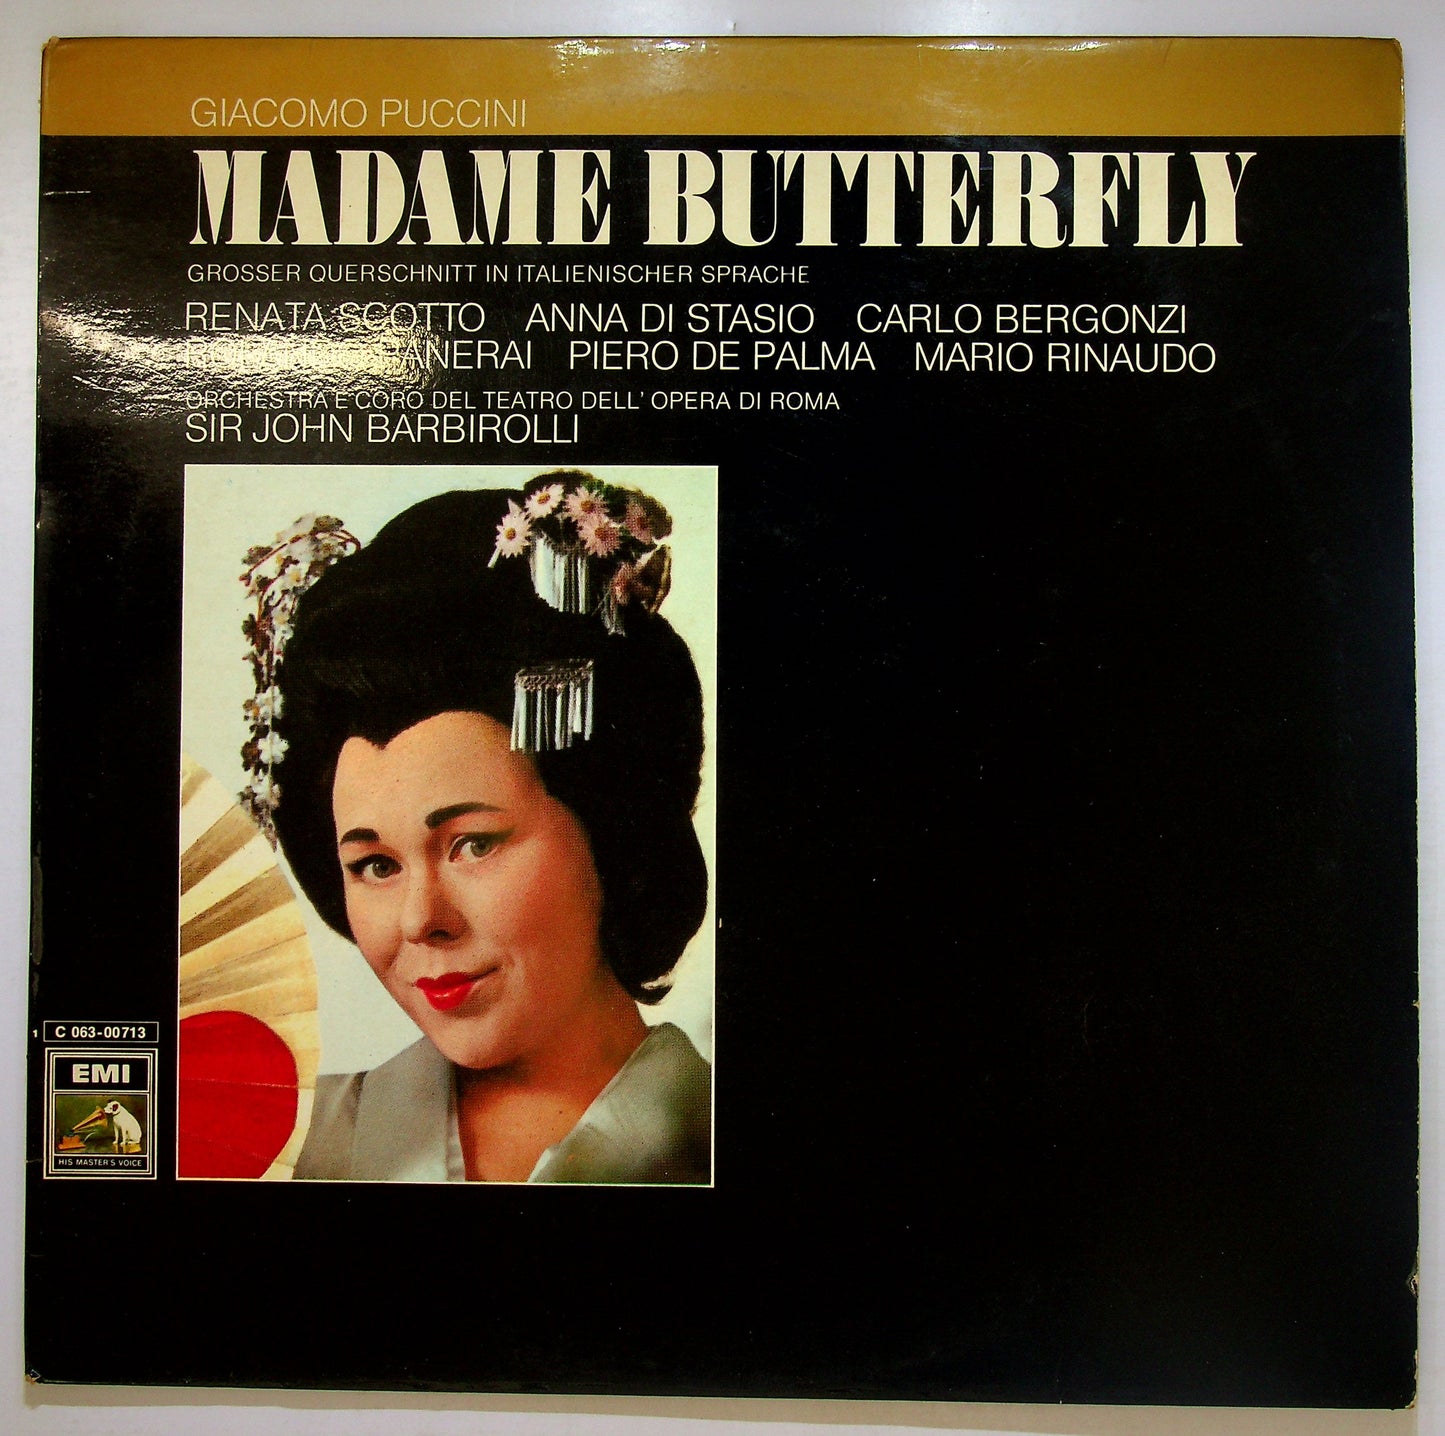 GIACOMO PUCCINI
MADAME BUTTERFLY
GROSSER QUERSCHNITT IN ITALIENISCHER SPRACHE
RENATA SCOTTO ANNA DI STASIO CARLO BERGONZI
PANERAI PIERO DE PALMA MARIO RINAUDO
ORCHESTRA E CORO DEL TEATRO DELL' OPERA DI ROMA
SIR JOHN BARBIROLLI
1 C 063-00713
EMI
HIS MASTER'S VOICE